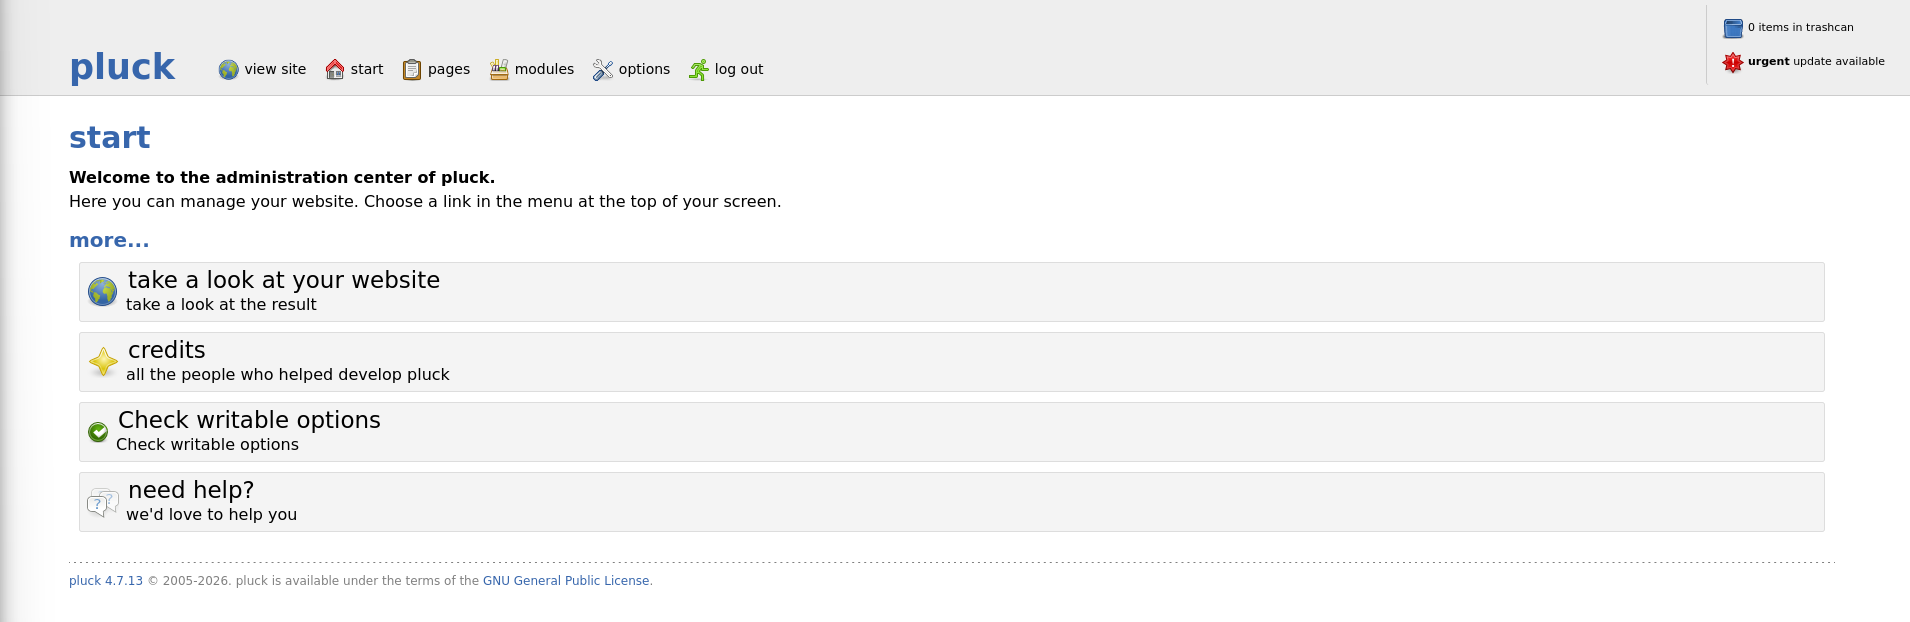 pluck
view site
start
pages
modules
options
log out
0 items in trashcan
urgent update available
start
Welcome to the administration center of pluck.
Here you can manage your website. Choose a link in the menu at the top of your screen.
more...
take a look at your website
take a look at the result
credits
all the people who helped develop pluck
Check writable options
Check writable options
need help?
we'd love to help you
pluck 4.7.13 © 2005-2026. pluck is available under the terms of the GNU General Public License.